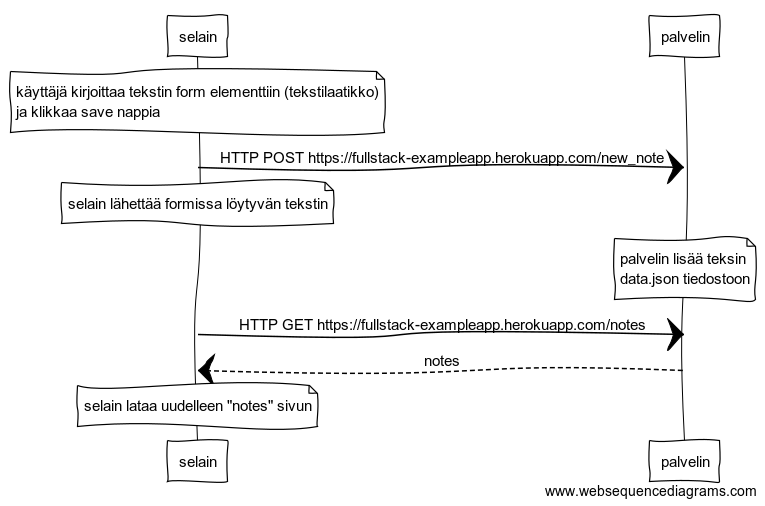 selain
palvelin
käyttäjä kirjoittaa tekstin form elementtiin (tekstilaatikko)
ja klikkaa save nappia
HTTP POST https://fullstack-exampleapp.herokuapp.com/new_note
selain lähettää formissa löytyvän tekstin
palvelin lisää teksin
data.json tiedostoon
HTTP GET https://fullstack-exampleapp.herokuapp.com/notes
notes
selain lataa uudelleen "notes" sivun
selain
palvelin
www.websequencediagrams.com